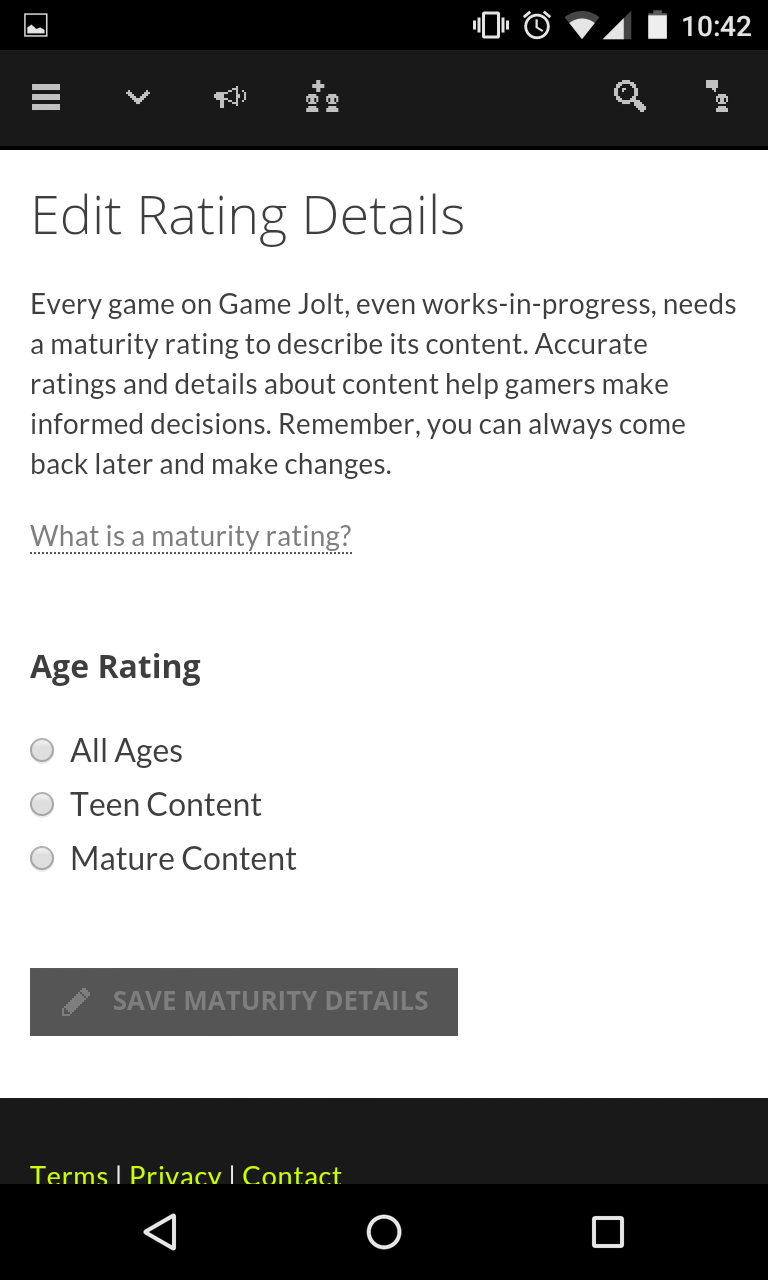 10:42
Edit Rating Details
Every game on Game Jolt, even works-in-progress, needs
a maturity rating to describe its content. Accurate
ratings and details about content help gamers make
informed decisions. Remember, you can always come
back later and make changes.
What is a maturity rating?
Age Rating
All Ages
Teen Content
Mature Content
SAVE MATURITY DETAILS
Terms | Privacy | Contact